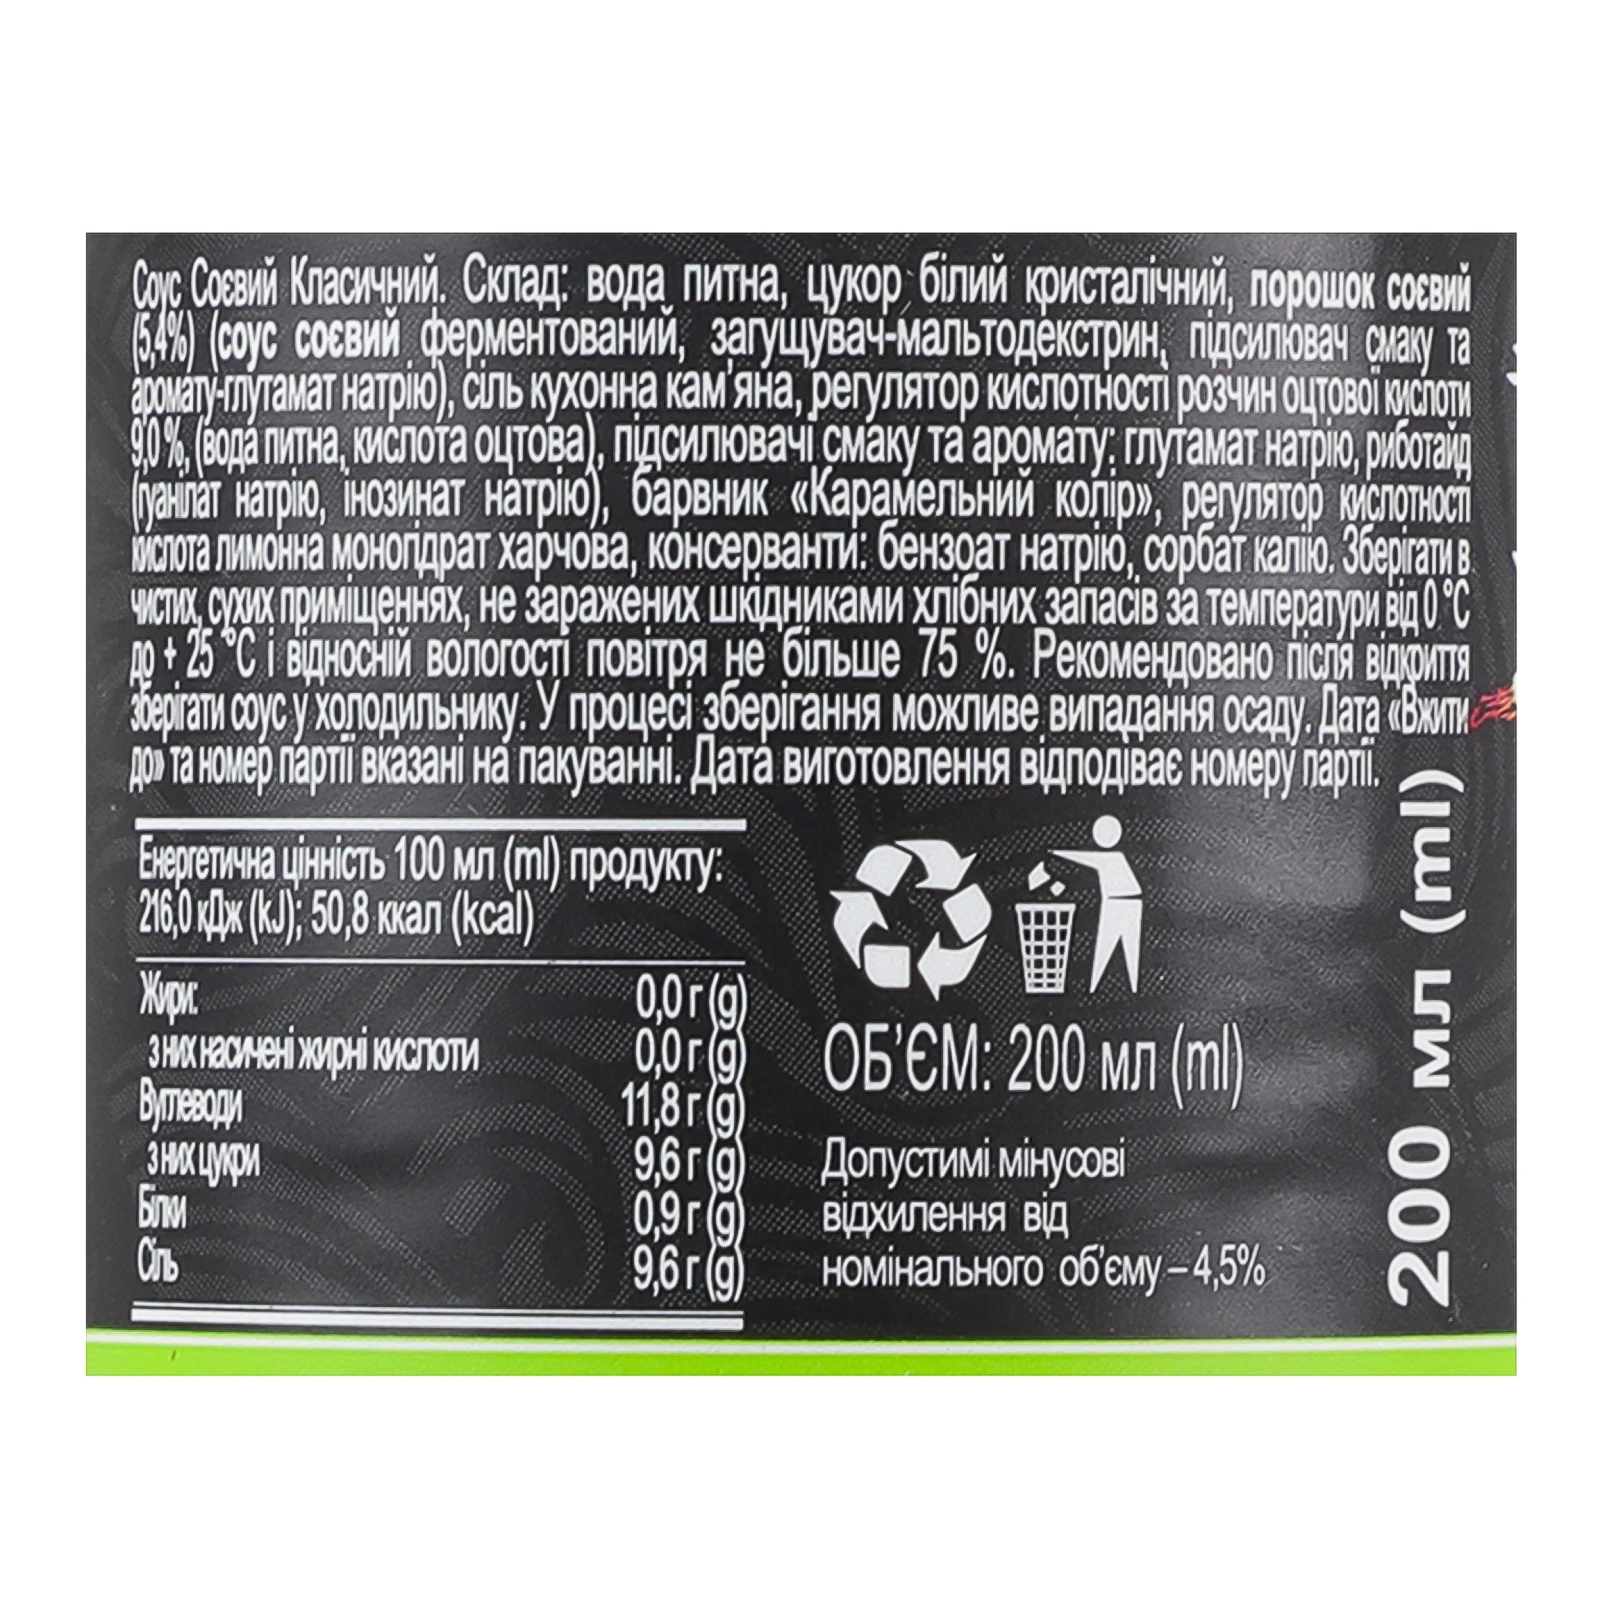 Соус Соєвий Класичний. Склад: вода питна, цукор білий кристалічний, порошок соєвий
(5,4%) (соус соєвий ферментований, загущувач-мальтодекстрин, підсилювач смаку та
аромату-глутамат натрію), сіль кухонна кам'яна, регулятор кислотності розчин оцтової кислоти
9,0 %, (вода питна, кислота оцтова), підсилювачі смаку та аромату: глутамат натрію, риботайд
(гуанілат натрію, інозинат натрію), барвник «Карамельний колір», регулятор кислотності
кислота лимонна моногідрат харчова, консерванти: бензоат натрію, сорбат калію. Зберігати в
чистих, сухих приміщеннях, не заражених шкідниками хлібних запасів за температури від 0 °С
до + 25 °С і відносній вологості повітря не більше 75 %. Рекомендовано після відкриття
зберігати соус у холодильнику. У процесі зберігання можливе випадання осаду. Дата «Вжити
до» та номер партії вказані на пакуванні. Дата виготовлення відповідає номеру партії.
Енергетична цінність 100 мл (ml) продукту:
216,0 кДж (kJ); 50,8 ккал (kcal)
Жири: 0,0 г (g)
з них насичені жирні кислоти 0,0 г (g)
Вуглеводи 11,8 г (g)
з них цукри 9,6 г (g)
Білки 0,9 г (g)
Сіль 9,6 г (g)
ОБ'ЄМ: 200 мл (ml)
Допустимі мінусові
відхилення від
номінального об'єму – 4,5%
200 мл (ml)